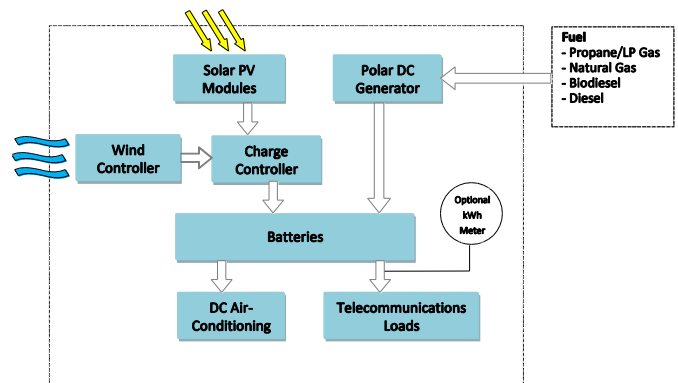 Solar PV
Modules
Polar DC
Generator
Fuel
- Propane/LP Gas
- Natural Gas
- Biodiesel
- Diesel
Wind
Controller
Charge
Controller
Optional
kWh
Meter
Batteries
DC Air-
Conditioning
Telecommunications
Loads